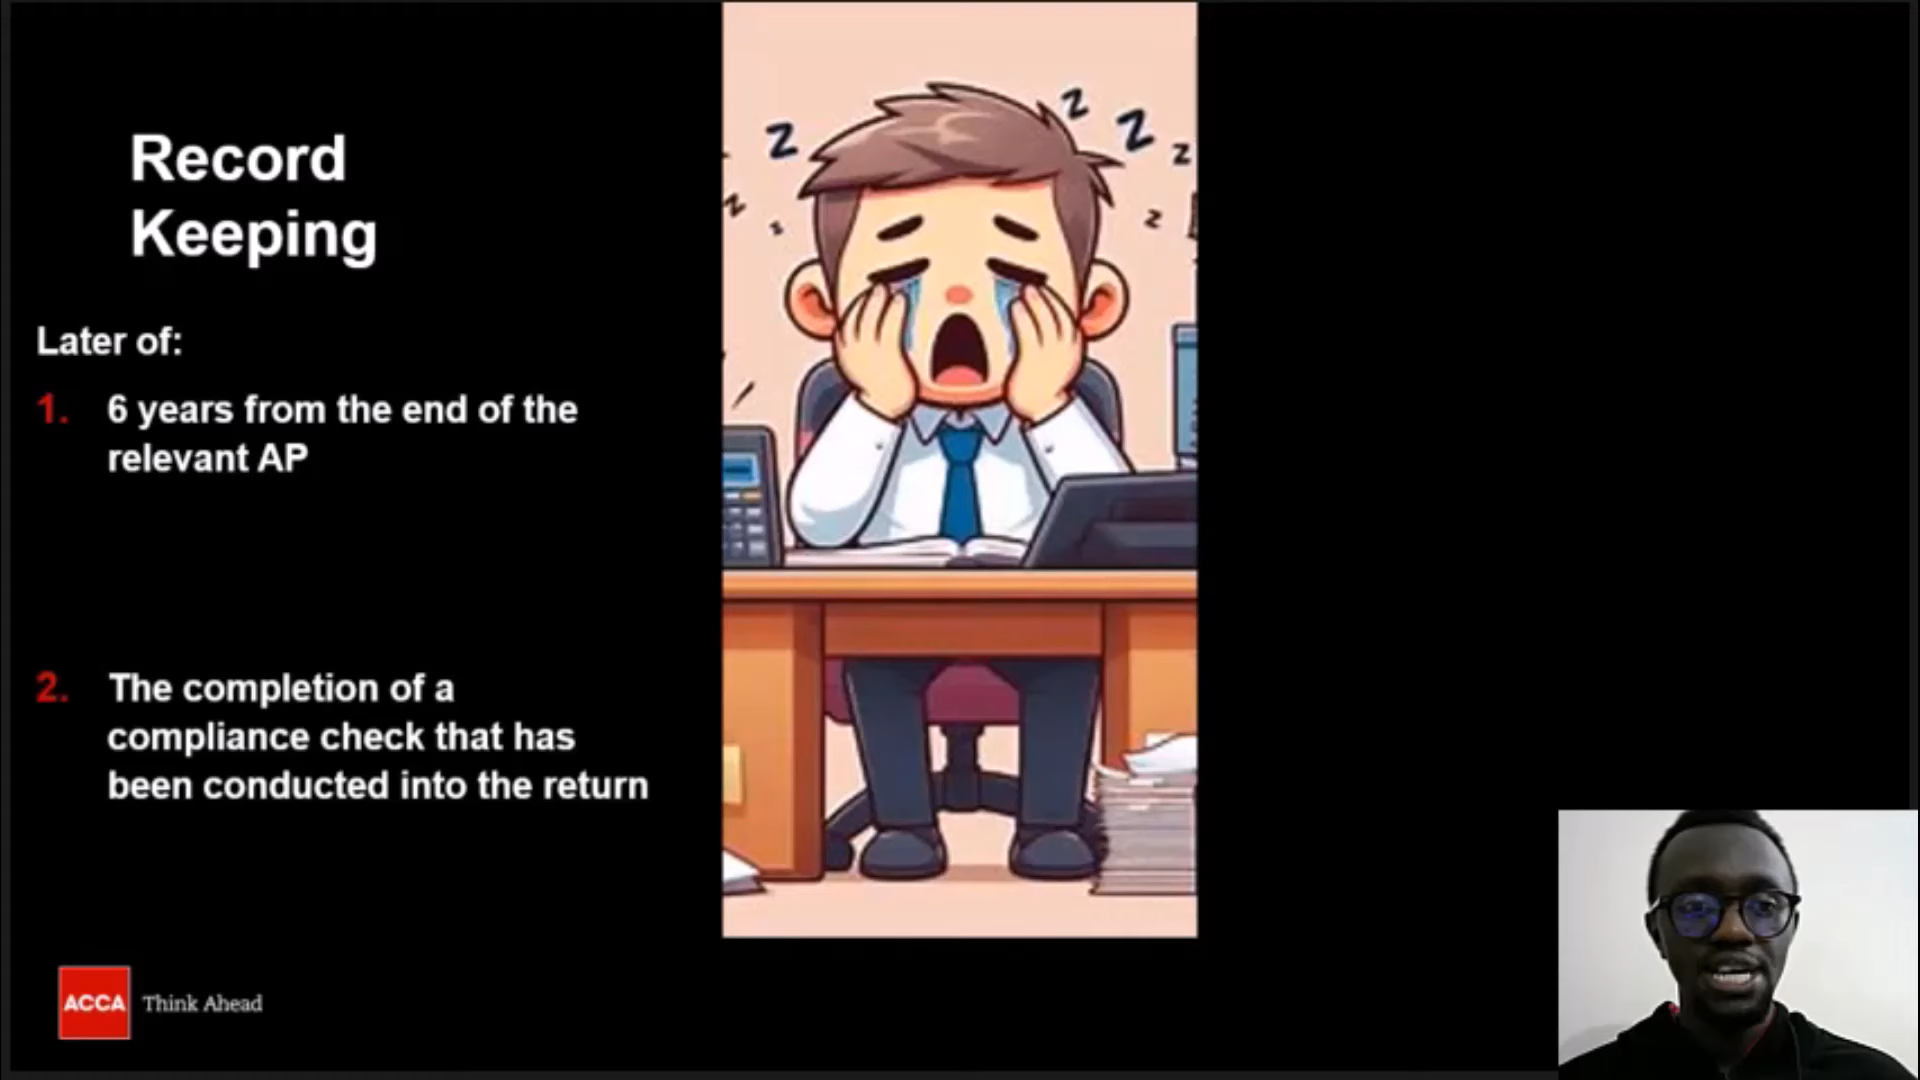 Record
Keeping
Later of:
1. 6 years from the end of the
relevant AP
2. The completion of a
compliance check that has
been conducted into the return
z
z
z
z
z
z
z
ACCA Think Ahead